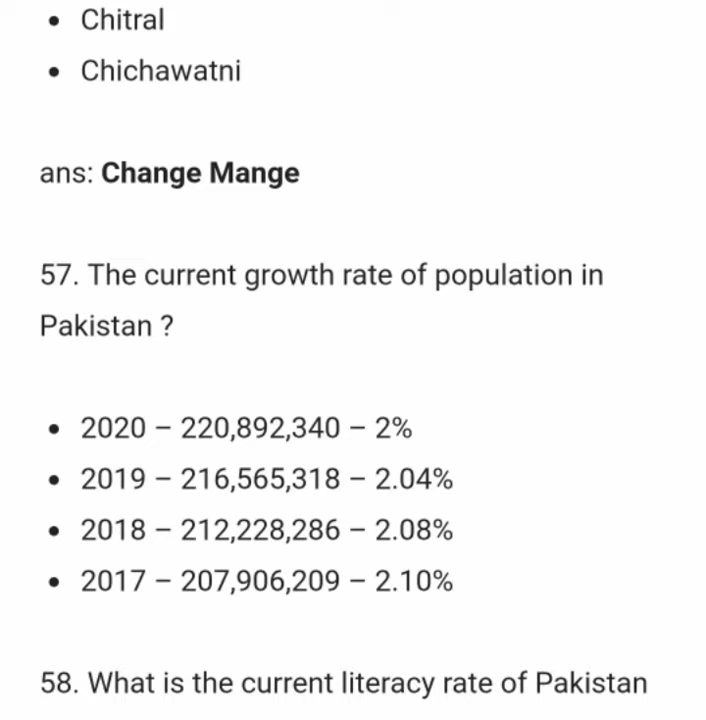 • Chitral
• Chichawatni
ans: Change Mange
57. The current growth rate of population in
Pakistan ?
• 2020 – 220,892,340 – 2%
• 2019 – 216,565,318 – 2.04%
• 2018 – 212,228,286 – 2.08%
• 2017 – 207,906,209 – 2.10%
58. What is the current literacy rate of Pakistan